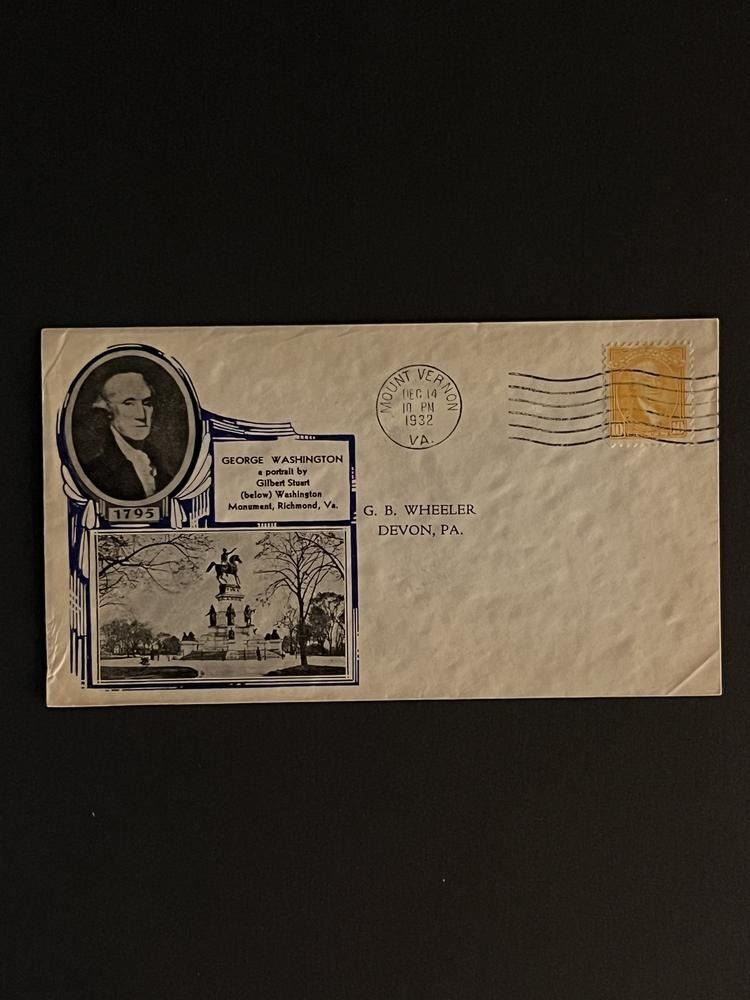 MOUNT VERNON
DEC 14
10 PM
1932
VA.
10
GEORGE WASHINGTON
a portrait by
Gilbert Stuart
(below) Washington
Monument, Richmond, Va.
1795
G. B. WHEELER
DEVON, PA.